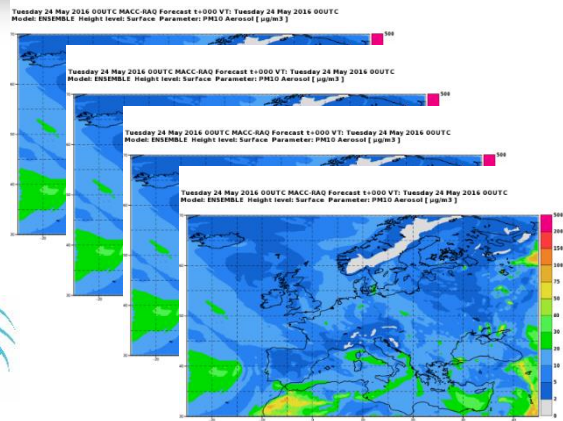 Tuesday 24 May 2016 00UTC MACC-RAQ Forecast t+000 VT: Tuesday 24 May 2016 00UTC
Model: ENSEMBLE Height level: Surface Parameter: PM10 Aerosol [ µg/m3 ]
500
Tuesday 24 May 2016 00UTC MACC-RAQ Forecast t+000 VT: Tuesday 24 May 2016 00UTC
Model: ENSEMBLE Height level: Surface Parameter: PM10 Aerosol [ µg/m3 ]
500
Tuesday 24 May 2016 00UTC MACC-RAQ Forecast t+000 VT: Tuesday 24 May 2016 00UTC
Model: ENSEMBLE Height level: Surface Parameter: PM10 Aerosol [ µg/m3 ]
500
Tuesday 24 May 2016 00UTC MACC-RAQ Forecast t+000 VT: Tuesday 24 May 2016 00UTC
Model: ENSEMBLE Height level: Surface Parameter: PM10 Aerosol [ µg/m3 ]
500
100
75
50
40
30
20
10
5
2
0